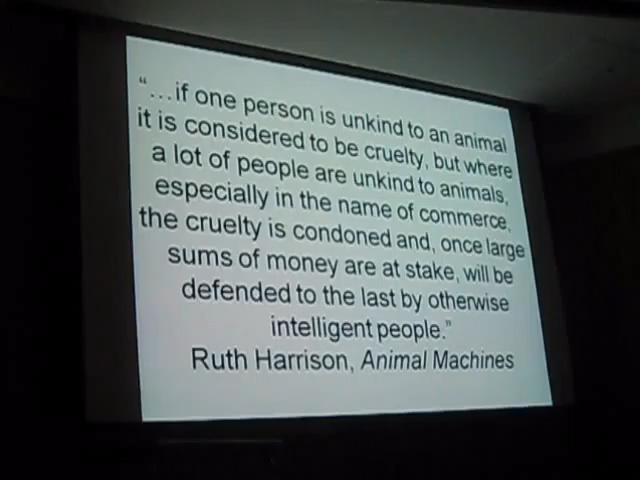 “…if one person is unkind to an animal
it is considered to be cruelty, but where
a lot of people are unkind to animals,
especially in the name of commerce,
the cruelty is condoned and, once large
sums of money are at stake, will be
defended to the last by otherwise
intelligent people.”
Ruth Harrison, Animal Machines